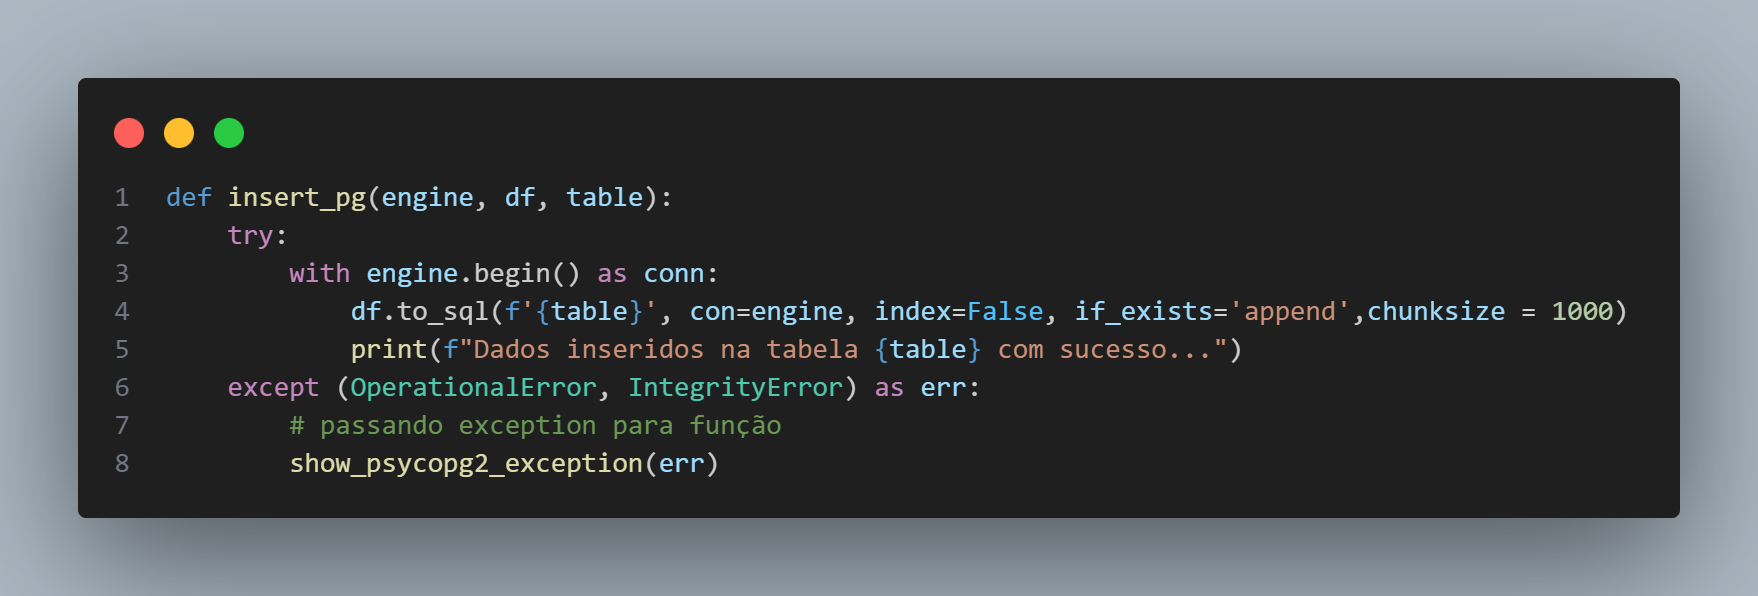 1 def insert_pg(engine, df, table):
2     try:
3         with engine.begin() as conn:
4             df.to_sql(f'{table}', con=engine, index=False, if_exists='append',chunksize = 1000)
5             print(f"Dados inseridos na tabela {table} com sucesso...")
6     except (OperationalError, IntegrityError) as err:
7         # passando exception para função
8         show_psycopg2_exception(err)